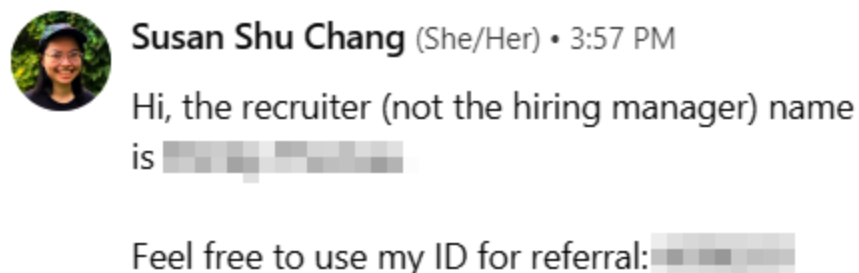 Susan Shu Chang (She/Her) • 3:57 PM
Hi, the recruiter (not the hiring manager) name
is
Feel free to use my ID for referral: